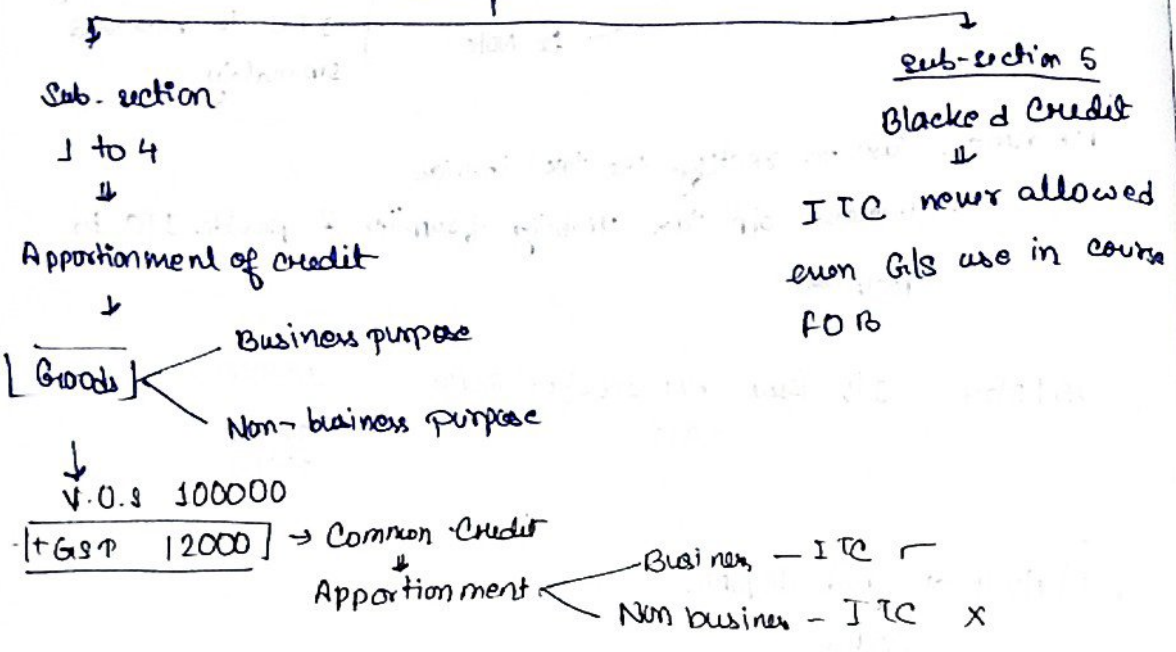 Sub-section
1 to 4
⇓
Apportionment of credit
↓
[Goods]
Business purpose
Non-business purpose
↓
V.O.S 100000
+ GST 12000 → Common Credit
⇓
Apportionment
Business — ITC
Non business — ITC X
Sub-section 5
Blacked Credit
⇓
ITC never allowed
even G/S use in course
FOB